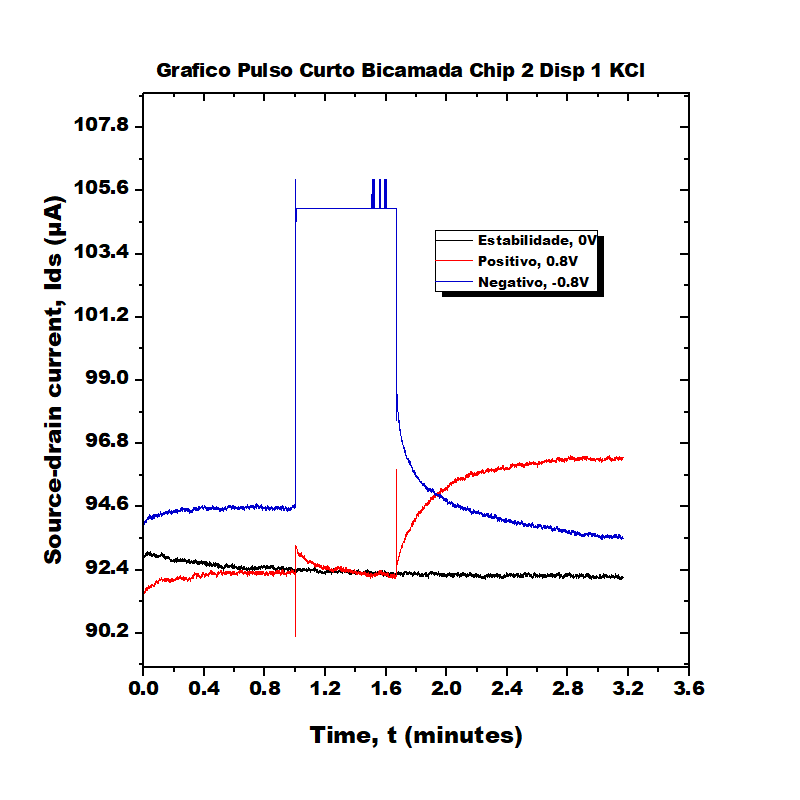 Grafico Pulso Curto Bicamada Chip 2 Disp 1 KCl
107.8
105.6
103.4
101.2
99.0
96.8
94.6
92.4
90.2
Source-drain current, Ids (µA)
Estabilidade, 0V
Positivo, 0.8V
Negativo, -0.8V
0.0 0.4 0.8 1.2 1.6 2.0 2.4 2.8 3.2 3.6
Time, t (minutes)